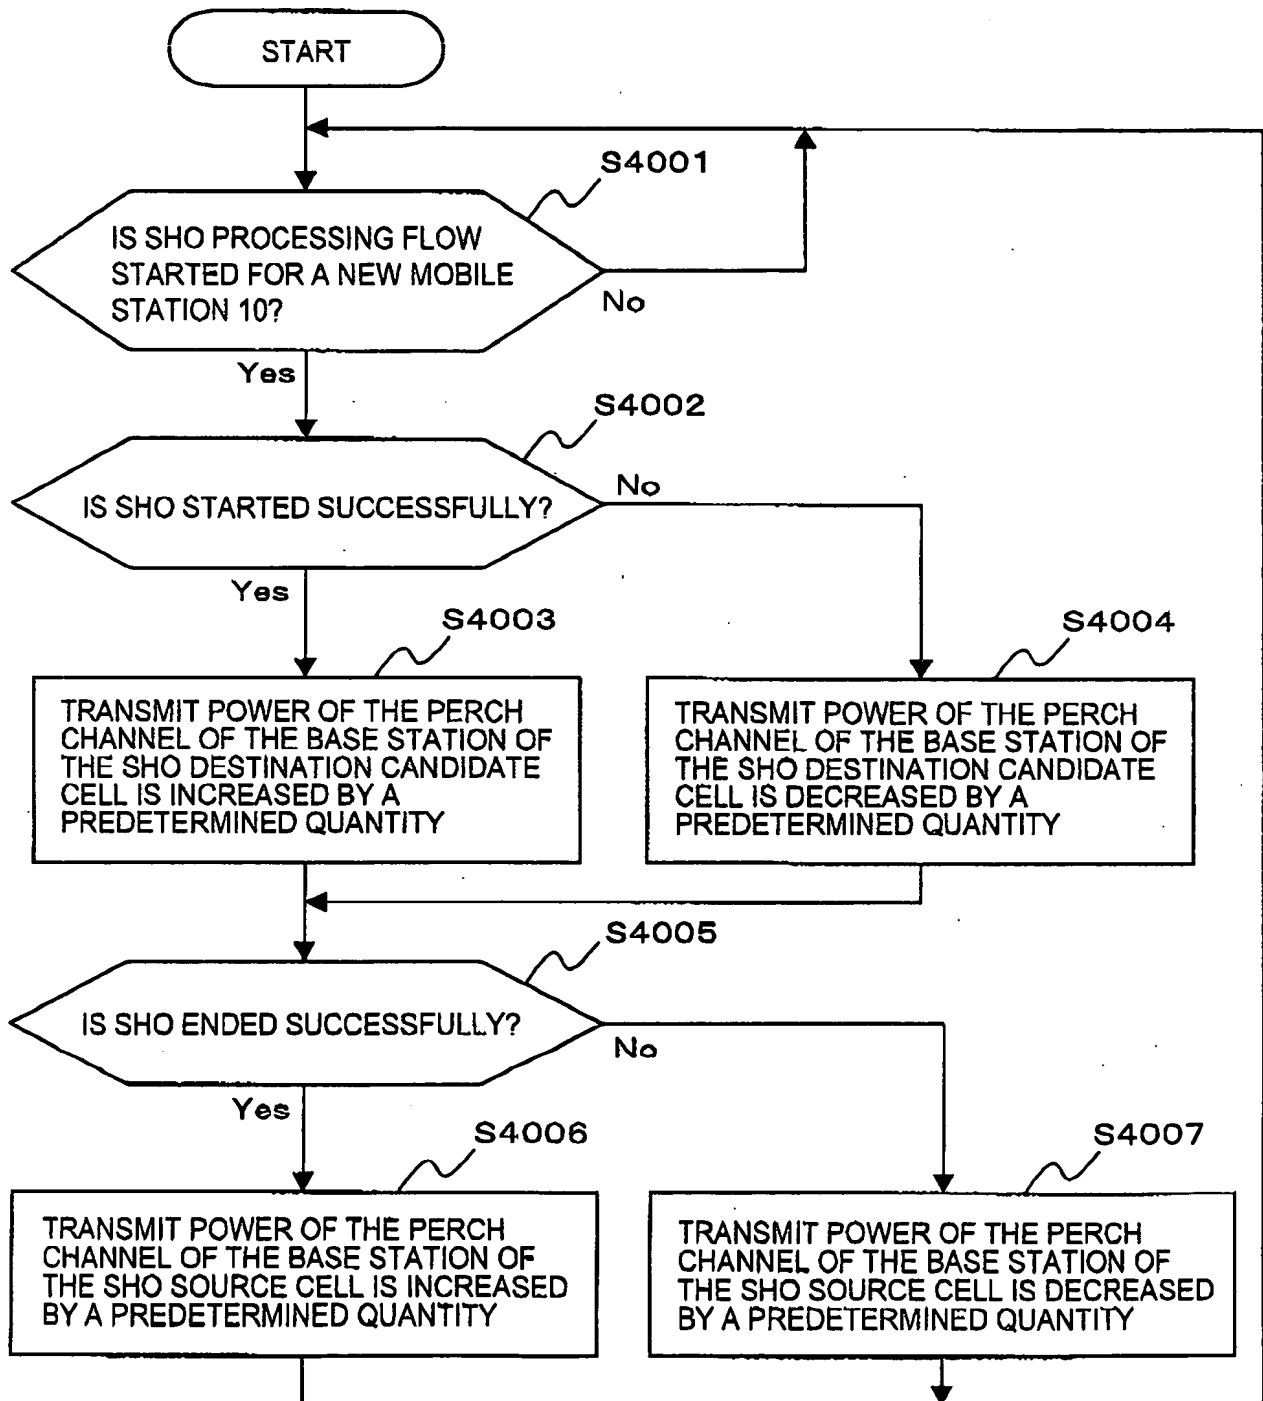 START
S4001
IS SHO PROCESSING FLOW
STARTED FOR A NEW MOBILE
STATION 10?
No
Yes
S4002
IS SHO STARTED SUCCESSFULLY?
No
Yes
S4003
S4004
TRANSMIT POWER OF THE PERCH
CHANNEL OF THE BASE STATION OF
THE SHO DESTINATION CANDIDATE
CELL IS INCREASED BY A
PREDETERMINED QUANTITY
TRANSMIT POWER OF THE PERCH
CHANNEL OF THE BASE STATION OF
THE SHO DESTINATION CANDIDATE
CELL IS DECREASED BY A
PREDETERMINED QUANTITY
S4005
IS SHO ENDED SUCCESSFULLY?
No
Yes
S4006
S4007
TRANSMIT POWER OF THE PERCH
CHANNEL OF THE BASE STATION OF
THE SHO SOURCE CELL IS INCREASED
BY A PREDETERMINED QUANTITY
TRANSMIT POWER OF THE PERCH
CHANNEL OF THE BASE STATION OF
THE SHO SOURCE CELL IS DECREASED
BY A PREDETERMINED QUANTITY